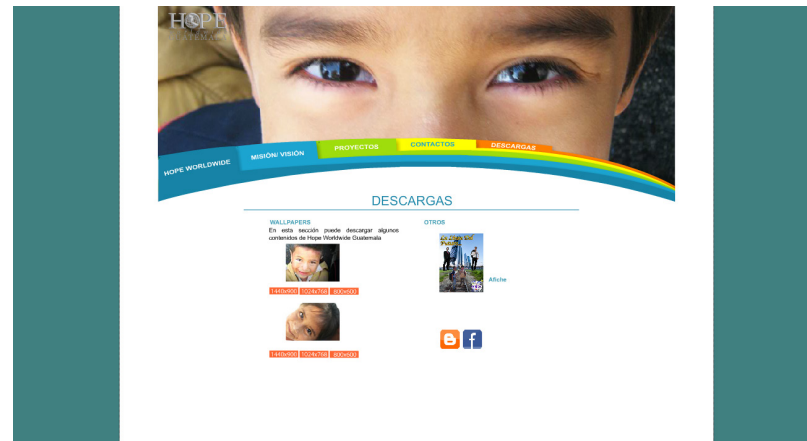 HOPE
HOPE WORLDWIDE
MISIÓN/ VISIÓN
PROYECTOS
CONTACTOS
DESCARGAS
DESCARGAS
WALLPAPERS
En esta sección puede descargar algunos
contenidos de Hope Worldwide Guatemala
1440x900 1024x768 800x600
1440x900 1024x768 800x600
OTROS
Afiche